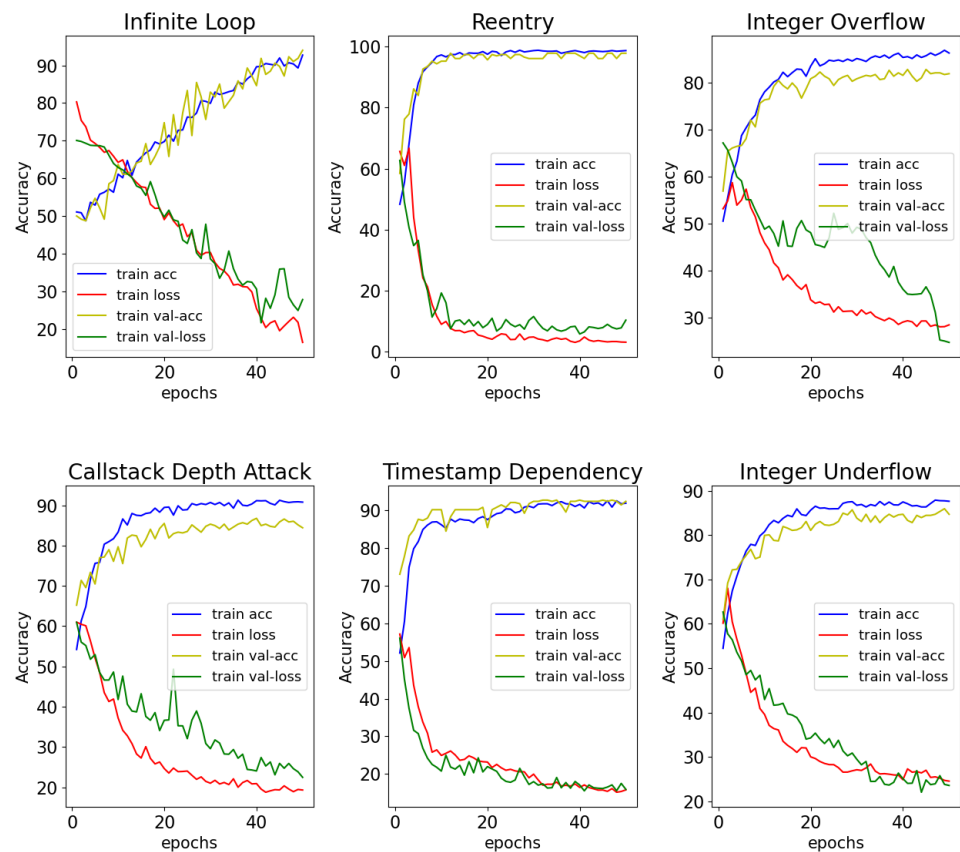 Infinite Loop
Accuracy
90
80
70
60
50
40
30
20
train acc
train loss
train val-acc
train val-loss
0
20
40
epochs
Reentry
Accuracy
100
80
60
40
20
0
train acc
train loss
train val-acc
train val-loss
0
20
40
epochs
Integer Overflow
Accuracy
80
70
60
50
40
30
train acc
train loss
train val-acc
train val-loss
0
20
40
epochs
Callstack Depth Attack
Accuracy
90
80
70
60
50
40
30
20
train acc
train loss
train val-acc
train val-loss
0
20
40
epochs
Timestamp Dependency
Accuracy
90
80
70
60
50
40
30
20
train acc
train loss
train val-acc
train val-loss
0
20
40
epochs
Integer Underflow
Accuracy
90
80
70
60
50
40
30
20
train acc
train loss
train val-acc
train val-loss
0
20
40
epochs